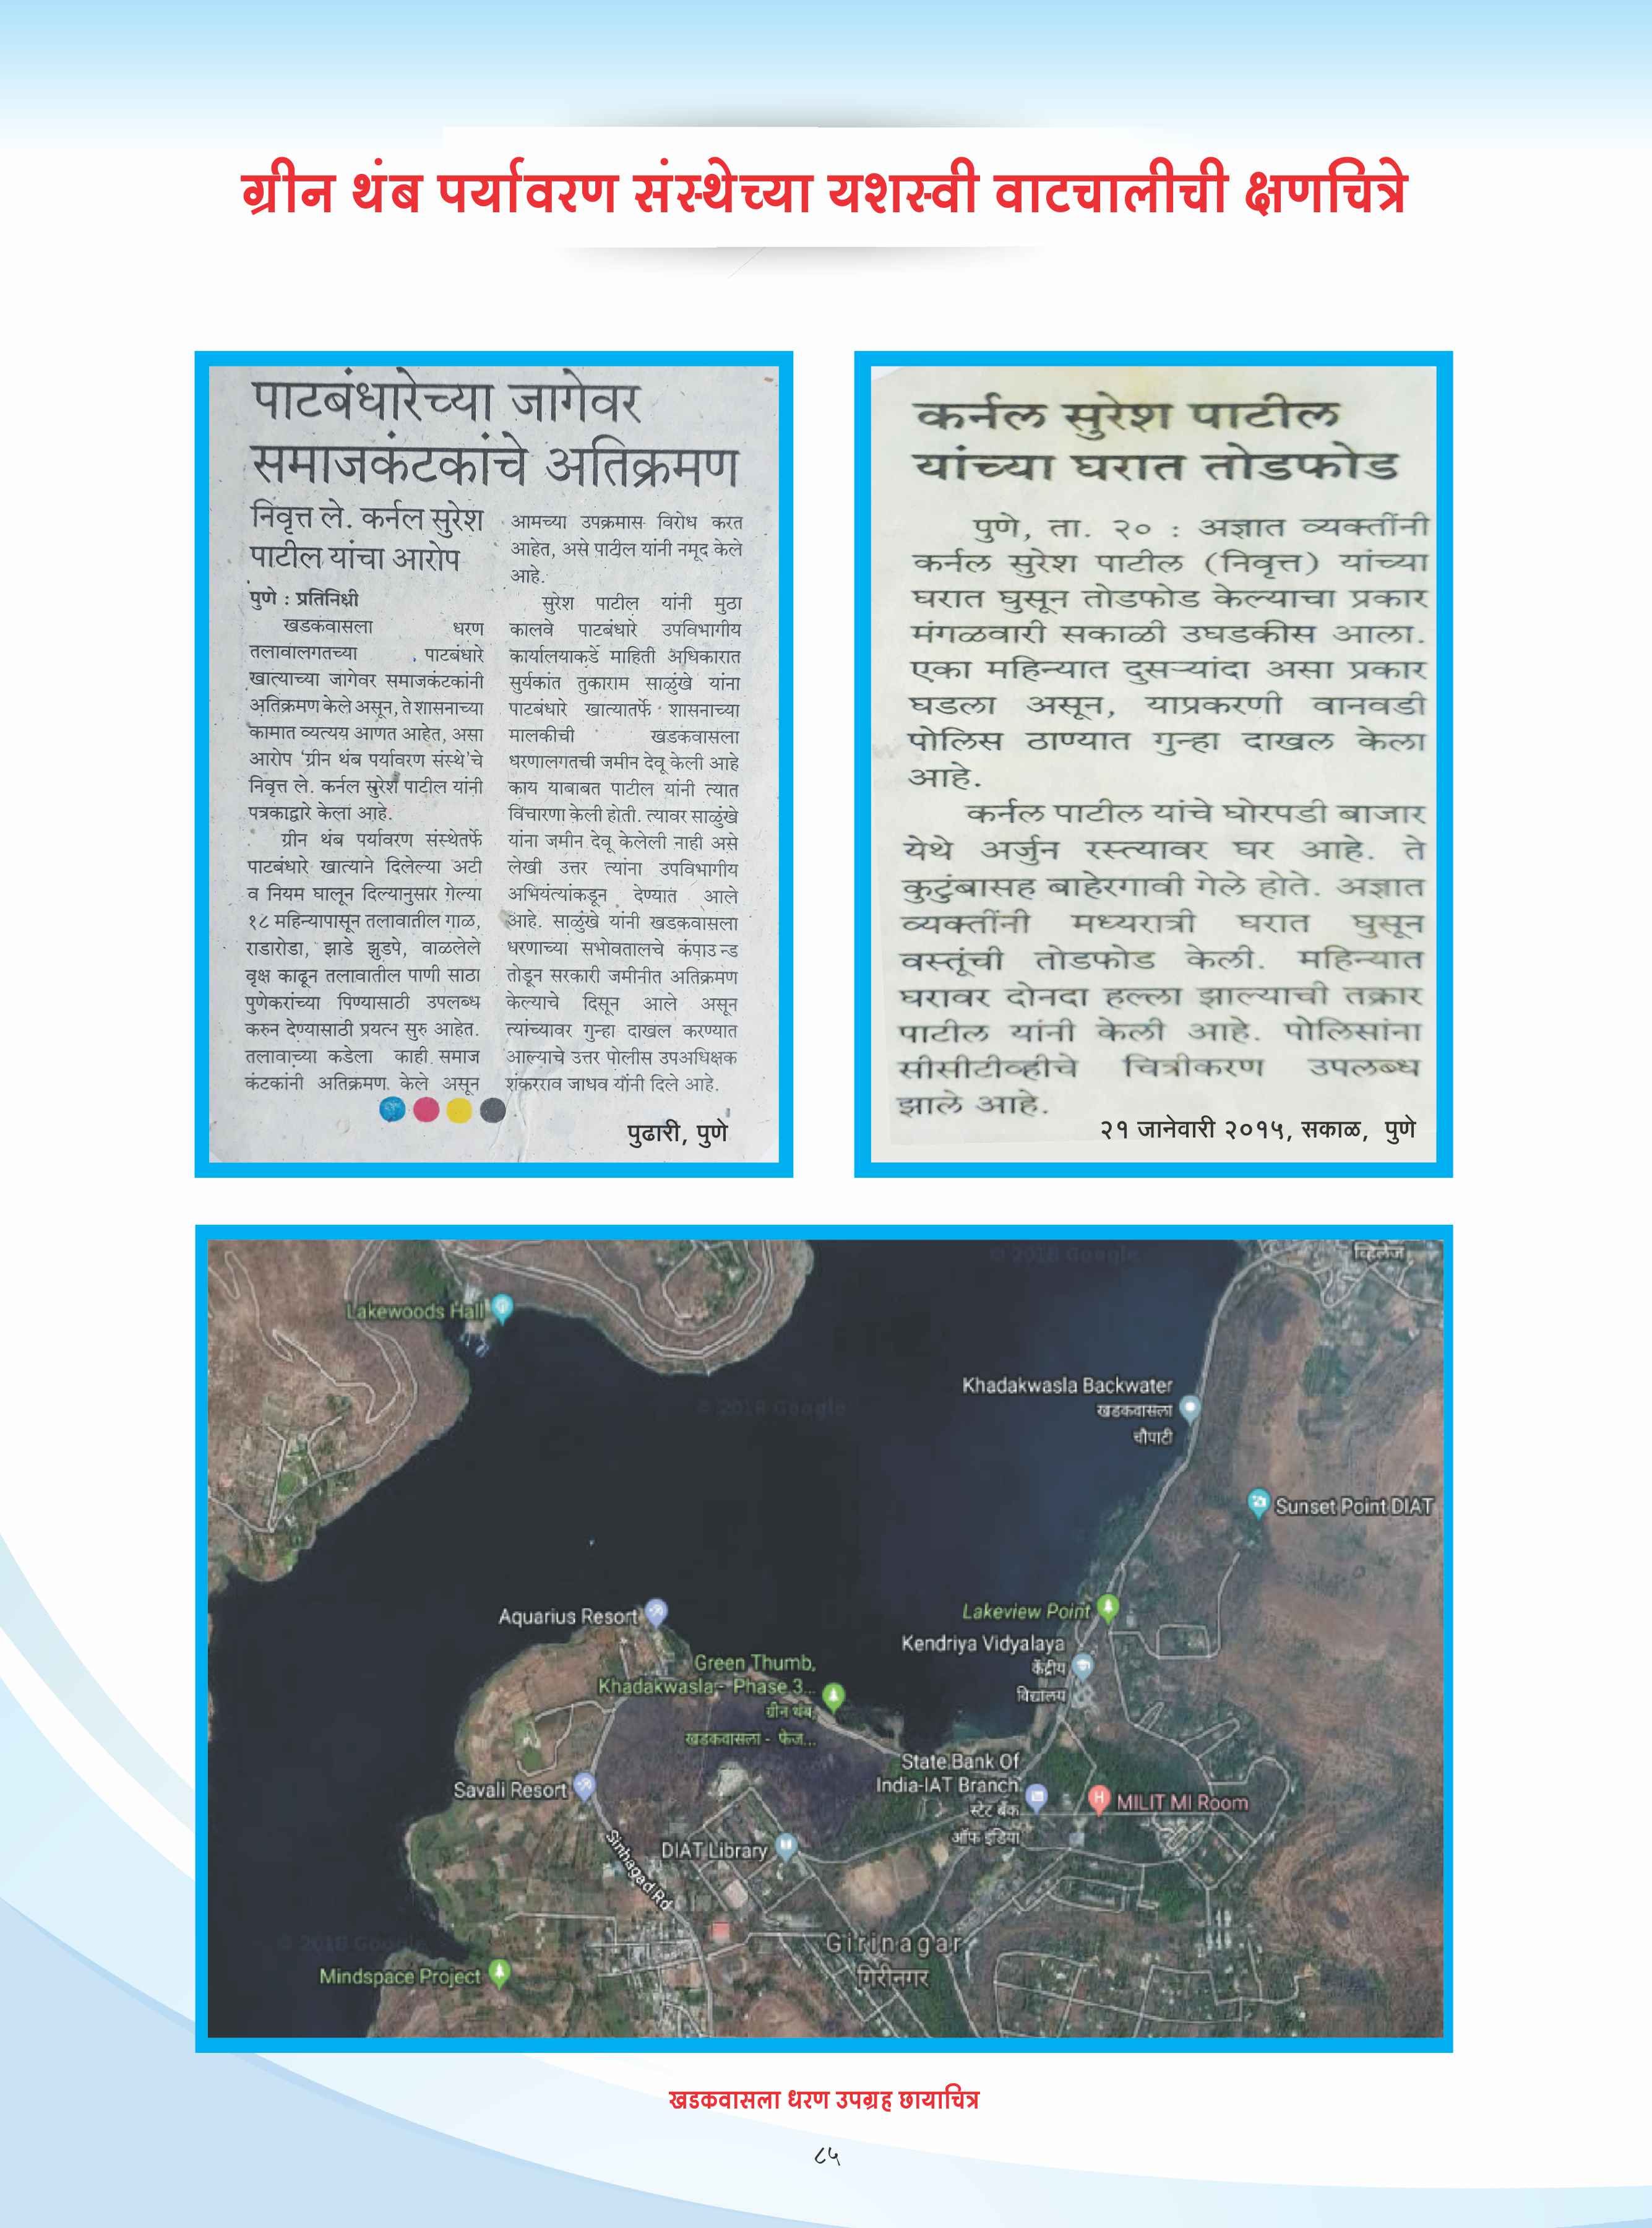 ग्रीन थंब पर्यावरण संस्थेच्या यशस्वी वाटचालीची क्षणचित्रे
पाटबंधारेच्या जागेवर
समाजकंटकांचे अतिक्रमण
निवृत्त ले. कर्नल सुरेश
पाटील यांचा आरोप
पुणे : प्रतिनिधी
खडकवासला धरण
तलावालगतच्या पाटबंधारे
खात्याच्या जागेवर समाजकंटकांनी
अतिक्रमण केले असून, ते शासनाच्या
कामात व्यत्यय आणत आहेत, असा
आरोप 'ग्रीन थंब पर्यावरण संस्थे'चे
निवृत्त ले. कर्नल सुरेश पाटील यांनी
पत्रकाद्वारे केला आहे.
ग्रीन थंब पर्यावरण संस्थेतर्फे
पाटबंधारे खात्याने दिलेल्या अटी
व नियम घालून दिल्यानुसार गेल्या
१८ महिन्यापासून तलावातील गाळ,
राडारोडा, झाडे झुडपे, वाळलेले
वृक्ष काढून तलावातील पाणी साठा
पुणेकरांच्या पिण्यासाठी उपलब्ध
करुन देण्यासाठी प्रयत्न सुरु आहेत.
तलावाच्या कडेला काही समाज
कंटकांनी अतिक्रमण. केले असून
आमच्या उपक्रमास विरोध करत
आहेत, असे पाटील यांनी नमूद केले
आहे.
सुरेश पाटील यांनी मुठा
कालवे पाटबंधारे उपविभागीय
कार्यालयाकडे माहिती अधिकारात
सुर्यकांत तुकाराम साळुंखे यांना
पाटबंधारे खात्यातर्फे शासनाच्या
मालकीची खडकवासला
धरणालगतची जमीन देवू केली आहे
काय याबाबत पाटील यांनी त्यात
विचारणा केली होती. त्यावर साळुंखे
यांना जमीन देवू केलेली नाही असे
लेखी उत्तर त्यांना उपविभागीय
अभियंत्यांकडून देण्यात आले
आहे. साळुंखे यांनी खडकवासला
धरणाच्या सभोवतालचे कंपाउन्ड
तोडून सरकारी जमीनीत अतिक्रमण
केल्याचे दिसून आले असून
त्यांच्यावर गुन्हा दाखल करण्यात
आल्याचे उत्तर पोलीस उपअधिक्षक
शंकरराव जाधव यांनी दिले आहे.
पुढारी, पुणे
कर्नल सुरेश पाटील
यांच्या घरात तोडफोड
पुणे, ता. २० : अज्ञात व्यक्तींनी
कर्नल सुरेश पाटील (निवृत्त) यांच्या
घरात घुसून तोडफोड केल्याचा प्रकार
मंगळवारी सकाळी उघडकीस आला.
एका महिन्यात दुसऱ्यांदा असा प्रकार
घडला असून, याप्रकरणी वानवडी
पोलिस ठाण्यात गुन्हा दाखल केला
आहे.
कर्नल पाटील यांचे घोरपडी बाजार
येथे अर्जुन रस्त्यावर घर आहे. ते
कुटुंबासह बाहेरगावी गेले होते. अज्ञात
व्यक्तींनी मध्यरात्री घरात घुसून
वस्तूंची तोडफोड केली. महिन्यात
घरावर दोनदा हल्ला झाल्याची तक्रार
पाटील यांनी केली आहे. पोलिसांना
सीसीटीव्हीचे चित्रीकरण उपलब्ध
झाले आहे.
२१ जानेवारी २०१५, सकाळ, पुणे
© 2018 Google
व्हिलेज
Lakewoods Hall
Khadakwasla Backwater
खडकवासला
चौपाटी
© 2018 Google
Sunset Point DIAT
Aquarius Resort
Lakeview Point
Kendriya Vidyalaya
केंद्रीय
विद्यालय
Green Thumb,
Khadakwasla - Phase 3...
ग्रीन थंब,
खडकवासला - फेज...
State Bank Of
India-IAT Branch
स्टेट बँक
ऑफ इंडिया
Savali Resort
MILIT MI Room
DIAT Library
Sinhagad Rd
© 2018 Google
Girinagar
गिरीनगर
Mindspace Project
खडकवासला धरण उपग्रह छायाचित्र
८५